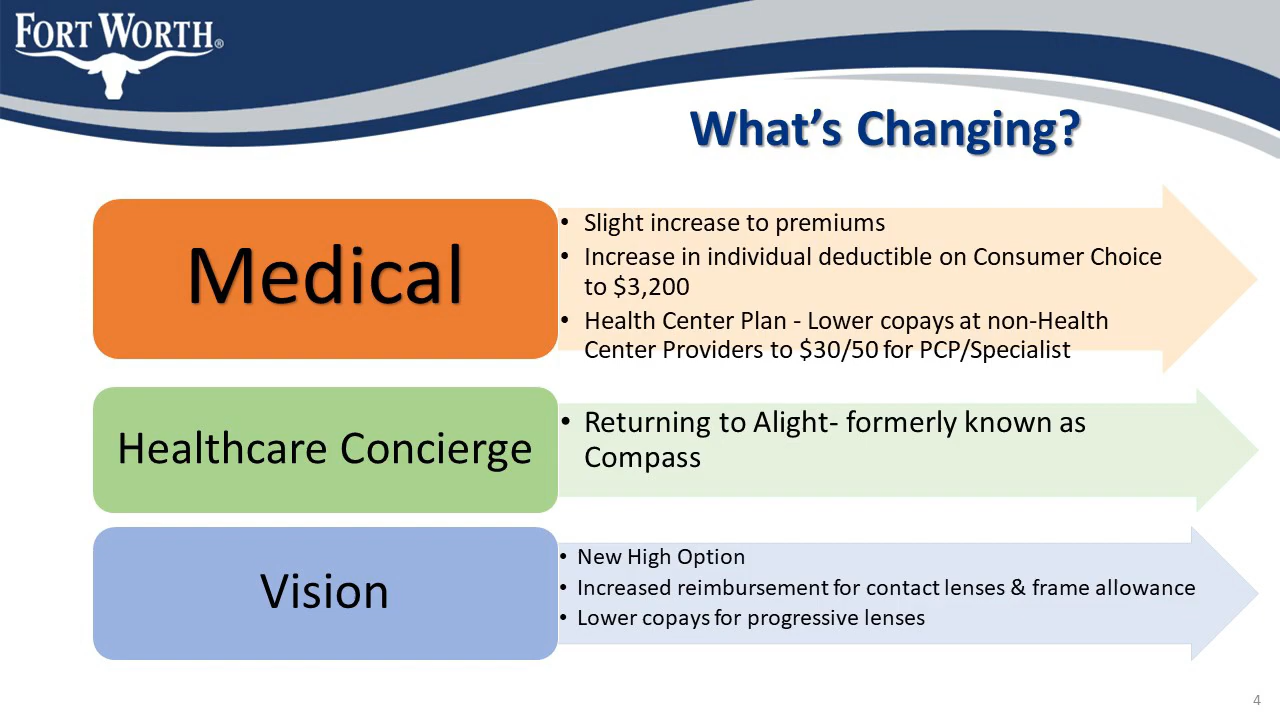 FORT WORTH®
What's Changing?
Medical
• Slight increase to premiums
• Increase in individual deductible on Consumer Choice
to $3,200
• Health Center Plan - Lower copays at non-Health
Center Providers to $30/50 for PCP/Specialist
Healthcare Concierge
• Returning to Alight- formerly known as
Compass
Vision
• New High Option
• Increased reimbursement for contact lenses & frame allowance
• Lower copays for progressive lenses
4